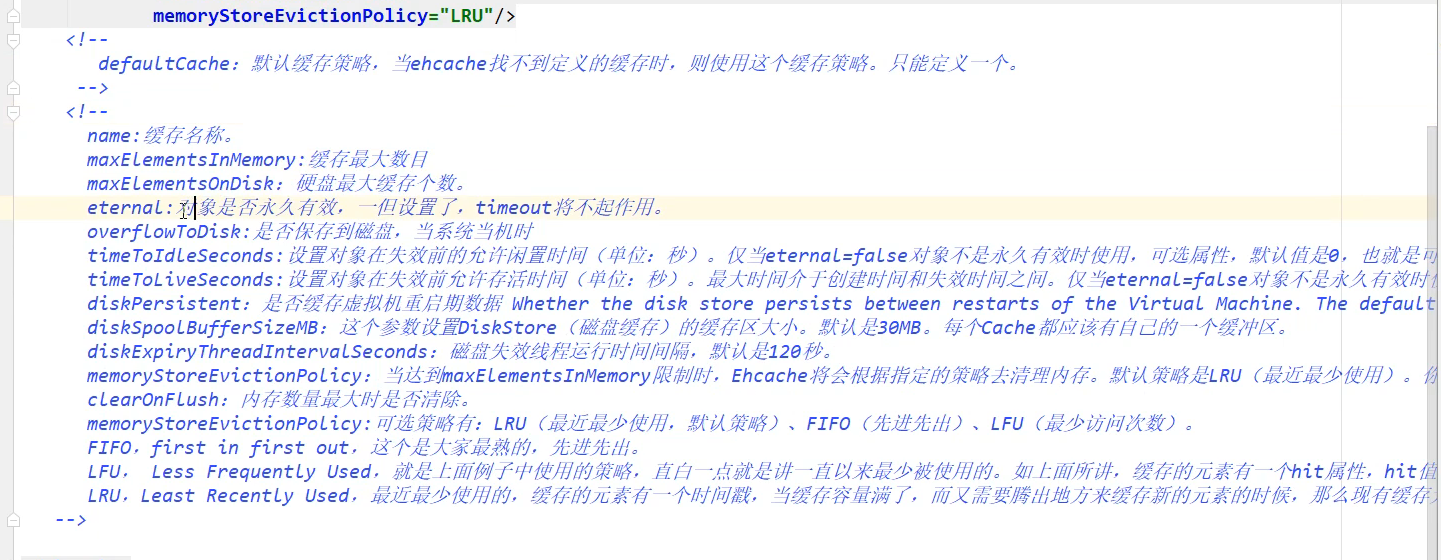 memoryStoreEvictionPolicy="LRU"/>
<!--
defaultCache：默认缓存策略，当ehcache找不到定义的缓存时，则使用这个缓存策略。只能定义一个。
-->
<!--
name:缓存名称。
maxElementsInMemory:缓存最大数目
maxElementsOnDisk：硬盘最大缓存个数。
eternal:对象是否永久有效，一但设置了，timeout将不起作用。
overflowToDisk:是否保存到磁盘，当系统当机时
timeToIdleSeconds:设置对象在失效前的允许闲置时间（单位：秒）。仅当eternal=false对象不是永久有效时使用，可选属性，默认值是0，也就是可
timeToLiveSeconds:设置对象在失效前允许存活时间（单位：秒）。最大时间介于创建时间和失效时间之间。仅当eternal=false对象不是永久有效时使
diskPersistent：是否缓存虚拟机重启期数据 Whether the disk store persists between restarts of the Virtual Machine. The default
diskSpoolBufferSizeMB：这个参数设置DiskStore（磁盘缓存）的缓存区大小。默认是30MB。每个Cache都应该有自己的一个缓冲区。
diskExpiryThreadIntervalSeconds：磁盘失效线程运行时间间隔，默认是120秒。
memoryStoreEvictionPolicy：当达到maxElementsInMemory限制时，Ehcache将会根据指定的策略去清理内存。默认策略是LRU（最近最少使用）。你
clearOnFlush：内存数量最大时是否清除。
memoryStoreEvictionPolicy:可选策略有：LRU（最近最少使用，默认策略）、FIFO（先进先出）、LFU（最少访问次数）。
FIFO，first in first out，这个是大家最熟的，先进先出。
LFU， Less Frequently Used，就是上面例子中使用的策略，直白一点就是讲一直以来最少被使用的。如上面所讲，缓存的元素有一个hit属性，hit值
LRU，Least Recently Used，最近最少使用的，缓存的元素有一个时间戳，当缓存容量满了，而又需要腾出地方来缓存新的元素的时候，那么现有缓存
-->